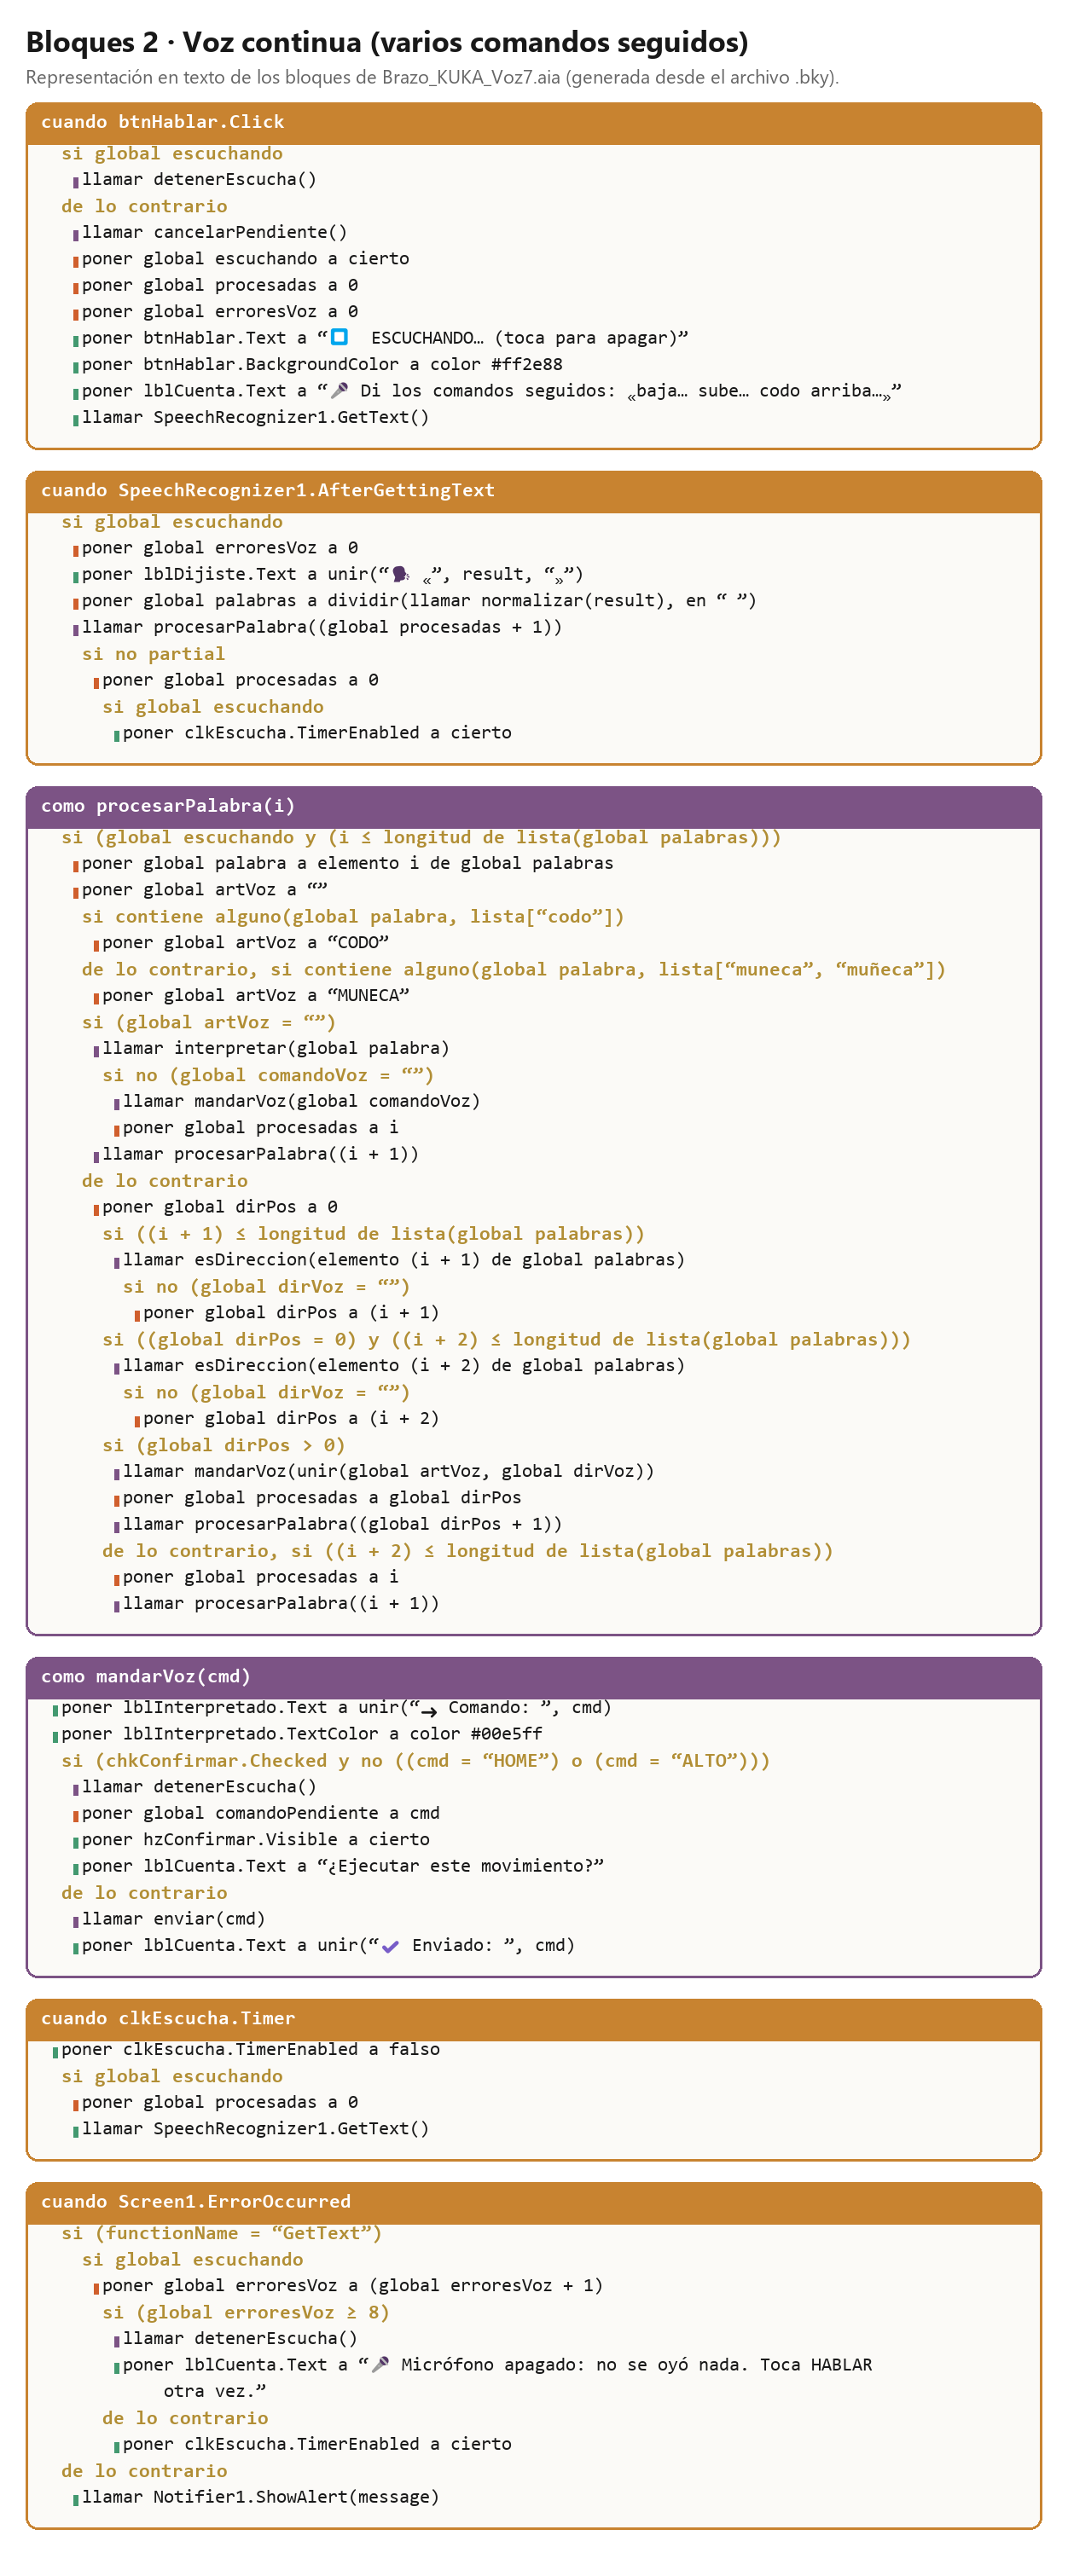 Bloques 2 · Voz continua (varios comandos seguidos)
Representación en texto de los bloques de Brazo_KUKA_Voz7.aia (generada desde el archivo .bky).
cuando btnHablar.Click
si global escuchando
llamar detenerEscucha()
de lo contrario
llamar cancelarPendiente()
poner global escuchando a cierto
poner global procesadas a 0
poner global erroresVoz a 0
poner btnHablar.Text a “⏹ ESCUCHANDO… (toca para apagar)”
poner btnHablar.BackgroundColor a color #ff2e88
poner lblCuenta.Text a “🎤 Di los comandos seguidos: «baja… sube… codo arriba…»”
llamar SpeechRecognizer1.GetText()
cuando SpeechRecognizer1.AfterGettingText
si global escuchando
poner global erroresVoz a 0
poner lblDijiste.Text a unir(“🗣 «”, result, “»”)
poner global palabras a dividir(llamar normalizar(result), en “ ”)
llamar procesarPalabra((global procesadas + 1))
si no partial
poner global procesadas a 0
si global escuchando
poner clkEscucha.TimerEnabled a cierto
como procesarPalabra(i)
si (global escuchando y (i ≤ longitud de lista(global palabras)))
poner global palabra a elemento i de global palabras
poner global artVoz a “”
si contiene alguno(global palabra, lista[“codo”])
poner global artVoz a “CODO”
de lo contrario, si contiene alguno(global palabra, lista[“muneca”, “muñeca”])
poner global artVoz a “MUNECA”
si (global artVoz = “”)
llamar interpretar(global palabra)
si no (global comandoVoz = “”)
llamar mandarVoz(global comandoVoz)
poner global procesadas a i
llamar procesarPalabra((i + 1))
de lo contrario
poner global dirPos a 0
si ((i + 1) ≤ longitud de lista(global palabras))
llamar esDireccion(elemento (i + 1) de global palabras)
si no (global dirVoz = “”)
poner global dirPos a (i + 1)
si ((global dirPos = 0) y ((i + 2) ≤ longitud de lista(global palabras)))
llamar esDireccion(elemento (i + 2) de global palabras)
si no (global dirVoz = “”)
poner global dirPos a (i + 2)
si (global dirPos > 0)
llamar mandarVoz(unir(global artVoz, global dirVoz))
poner global procesadas a global dirPos
llamar procesarPalabra((global dirPos + 1))
de lo contrario, si ((i + 2) ≤ longitud de lista(global palabras))
poner global procesadas a i
llamar procesarPalabra((i + 1))
como mandarVoz(cmd)
poner lblInterpretado.Text a unir(“→ Comando: ”, cmd)
poner lblInterpretado.TextColor a color #00e5ff
si (chkConfirmar.Checked y no ((cmd = “HOME”) o (cmd = “ALTO”)))
llamar detenerEscucha()
poner global comandoPendiente a cmd
poner hzConfirmar.Visible a cierto
poner lblCuenta.Text a “¿Ejecutar este movimiento?”
de lo contrario
llamar enviar(cmd)
poner lblCuenta.Text a unir(“✔ Enviado: ”, cmd)
cuando clkEscucha.Timer
poner clkEscucha.TimerEnabled a falso
si global escuchando
poner global procesadas a 0
llamar SpeechRecognizer1.GetText()
cuando Screen1.ErrorOccurred
si (functionName = “GetText”)
si global escuchando
poner global erroresVoz a (global erroresVoz + 1)
si (global erroresVoz ≥ 8)
llamar detenerEscucha()
poner lblCuenta.Text a “🎤 Micrófono apagado: no se oyó nada. Toca HABLAR
otra vez.”
de lo contrario
poner clkEscucha.TimerEnabled a cierto
de lo contrario
llamar Notifier1.ShowAlert(message)